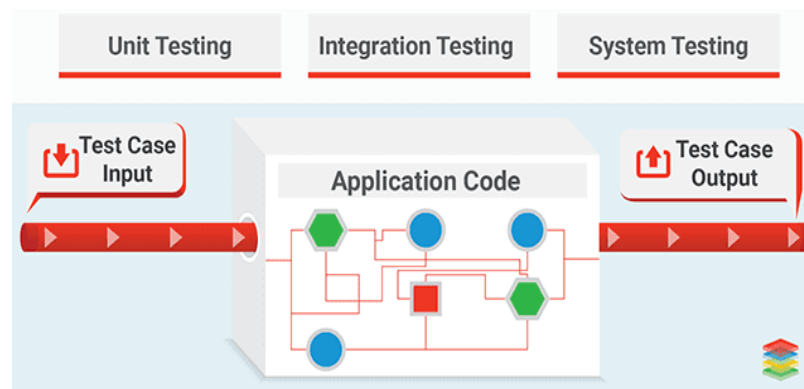 Unit Testing
Integration Testing
System Testing
Test Case
Input
Application Code
Test Case
Output